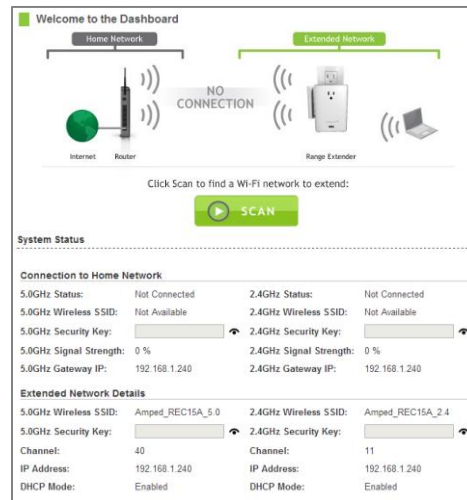 Welcome to the Dashboard
Home Network Extended Network
NO
CONNECTION
Internet Router Range Extender
Click Scan to find a Wi-Fi network to extend:
SCAN
System Status
Connection to Home Network
5.0GHz Status: Not Connected 2.4GHz Status: Not Connected
5.0GHz Wireless SSID: Not Available 2.4GHz Wireless SSID: Not Available
5.0GHz Security Key: 2.4GHz Security Key:
5.0GHz Signal Strength: 0 % 2.4GHz Signal Strength: 0 %
5.0GHz Gateway IP: 192.168.1.240 2.4GHz Gateway IP: 192.168.1.240
Extended Network Details
5.0GHz Wireless SSID: Amped_REC15A_5.0 2.4GHz Wireless SSID: Amped_REC15A_2.4
5.0GHz Security Key: 2.4GHz Security Key:
Channel: 40 Channel: 11
IP Address: 192.168.1.240 IP Address: 192.168.1.240
DHCP Mode: Enabled DHCP Mode: Enabled